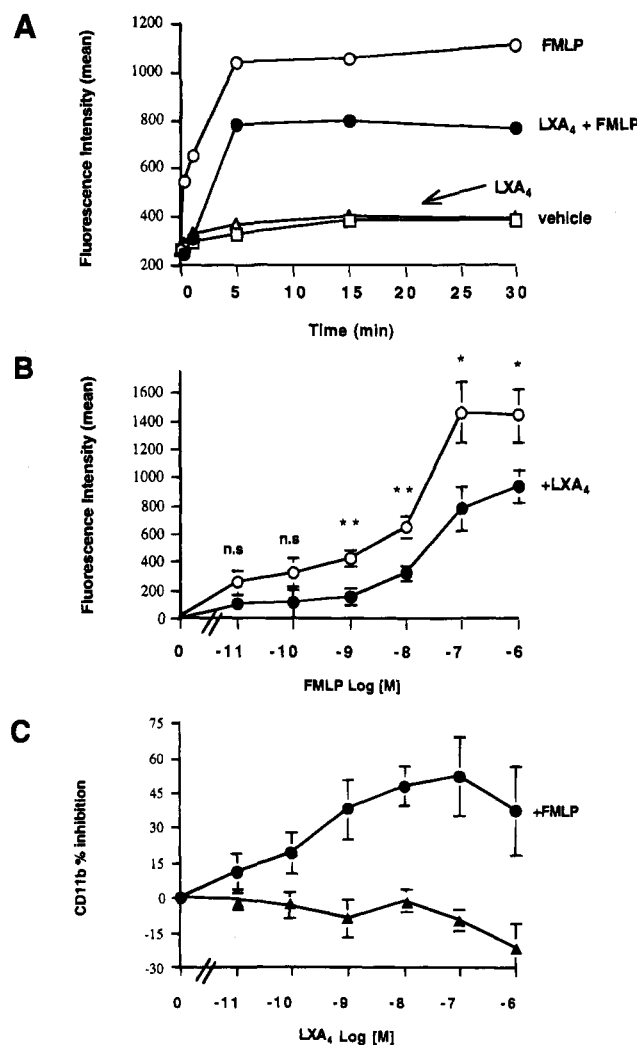 A
Fluorescence Intensity (mean)
1200
1000
800
600
400
200
FMLP
LXA4 + FMLP
LXA4
vehicle
0 5 10 15 20 25 30
Time (min)
B
Fluorescence Intensity (mean)
1600
1400
1200
1000
800
600
400
200
0
n.s
n.s
**
**
*
*
+LXA4
0 -11 -10 -9 -8 -7 -6
FMLP Log [M]
C
CD11b % inhibition
75
60
45
30
15
0
-15
-30
+FMLP
0 -11 -10 -9 -8 -7 -6
LXA4 Log [M]